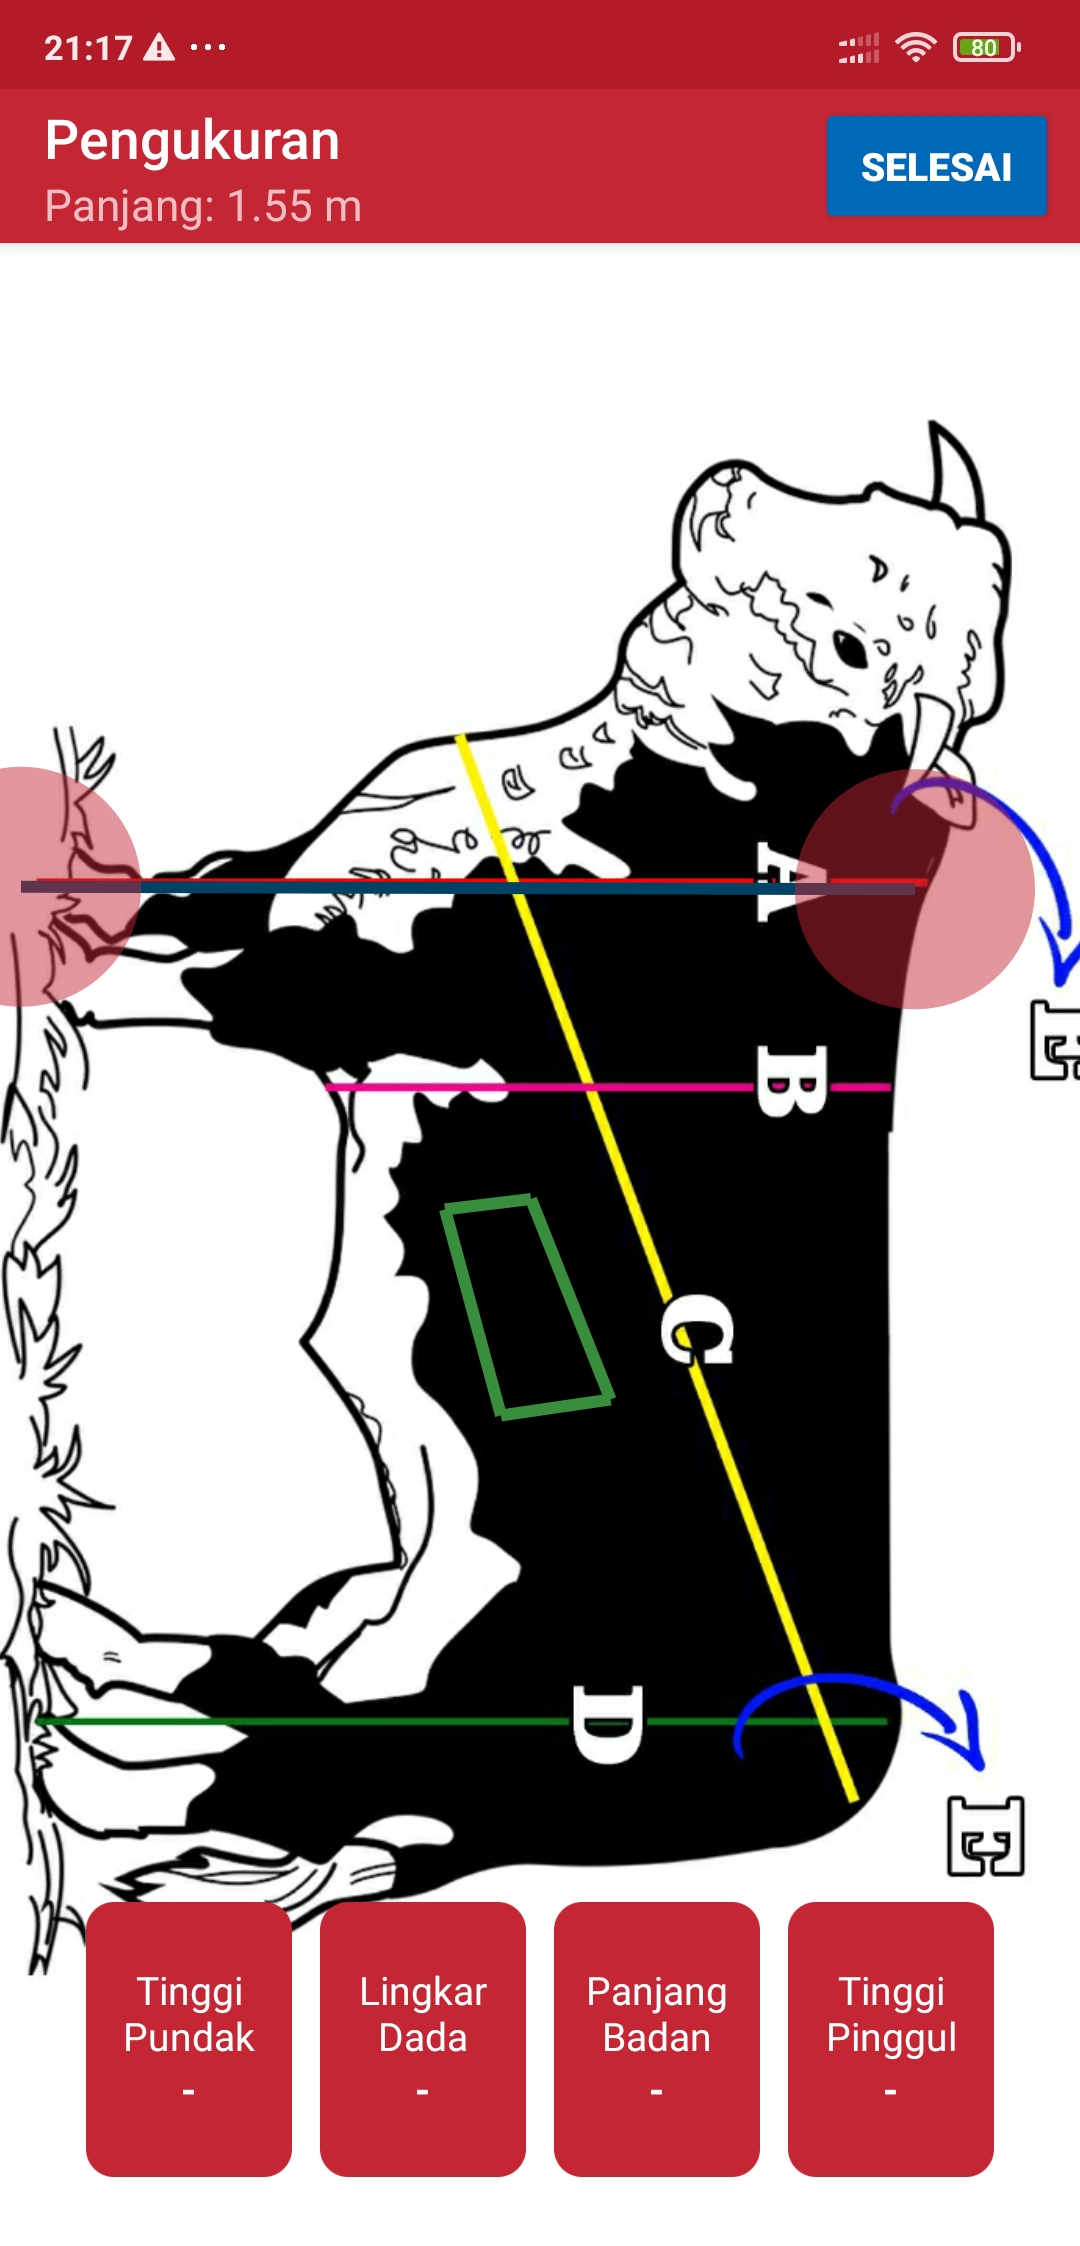 21:17
80
Pengukuran
Panjang: 1.55 m
SELESAI
A
E
B
C
D
E
Tinggi
Pundak
-
Lingkar
Dada
-
Panjang
Badan
-
Tinggi
Pinggul
-